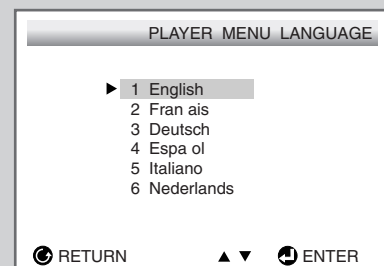 PLAYER MENU LANGUAGE
1 English
2 Fran ais
3 Deutsch
4 Espa ol
5 Italiano
6 Nederlands
RETURN ▲ ▼ ENTER